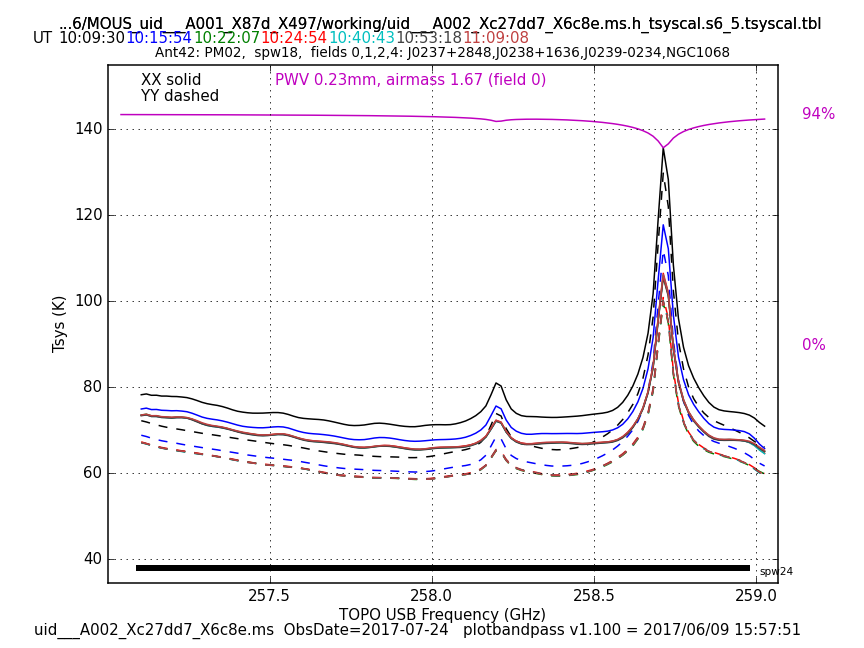 ...6/MOUS_uid___A001_X87d_X497/working/uid___A002_Xc27dd7_X6c8e.ms.h_tsyscal.s6_5.tsyscal.tbl
UT 10:09:30 10:15:54 10:22:07 10:24:54 10:40:43 10:53:18 11:09:08
Ant42: PM02, spw18, fields 0,1,2,4: J0237+2848,J0238+1636,J0239-0234,NGC1068
XX solid PWV 0.23mm, airmass 1.67 (field 0)
YY dashed
94%
140
120
100
80
60
40
Tsys (K)
0%
spw24
257.5 258.0 258.5 259.0
TOPO USB Frequency (GHz)
uid___A002_Xc27dd7_X6c8e.ms ObsDate=2017-07-24 plotbandpass v1.100 = 2017/06/09 15:57:51